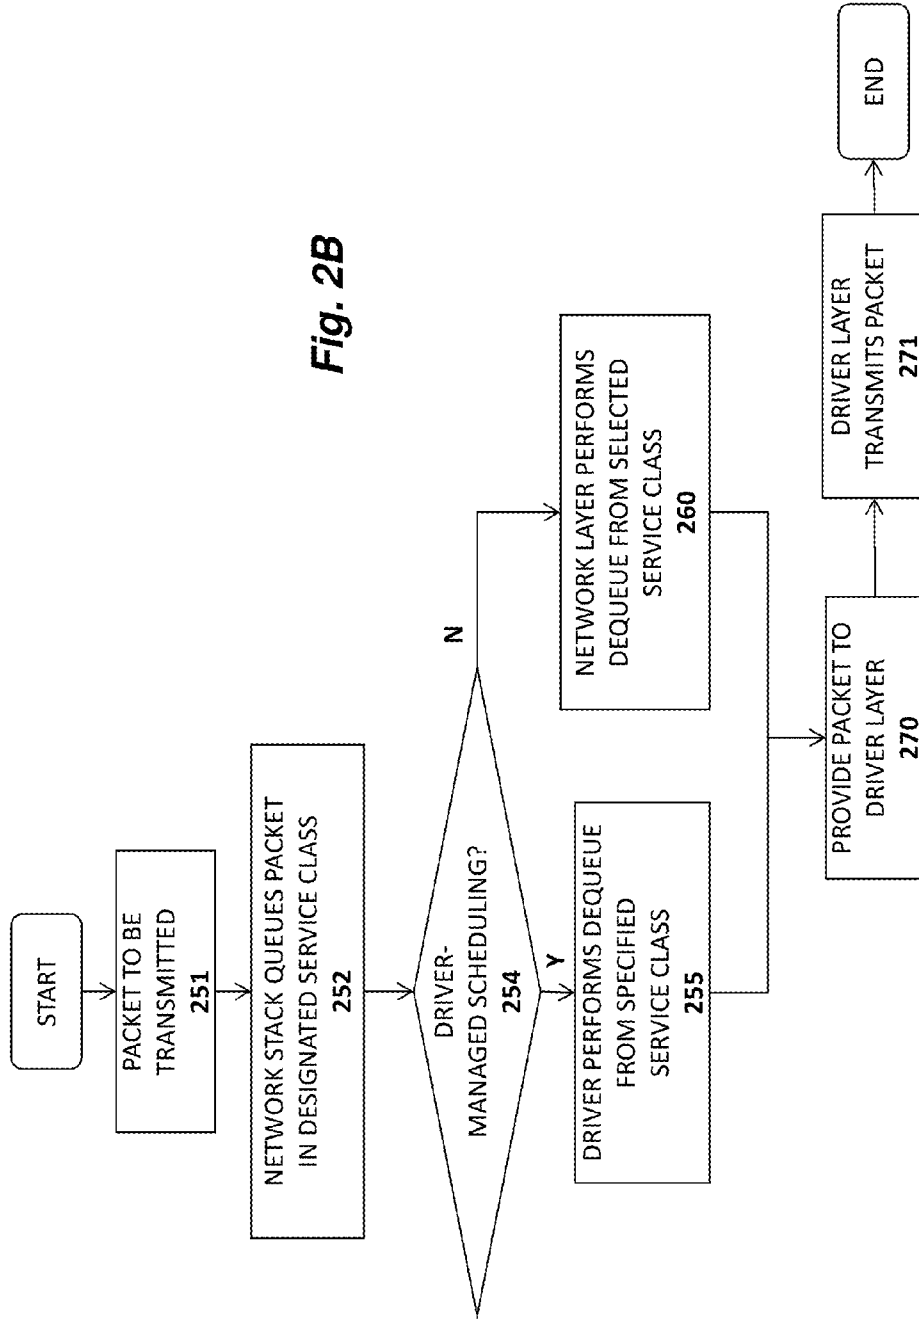 START
PACKET TO BE
TRANSMITTED
251
NETWORK STACK QUEUES PACKET
IN DESIGNATED SERVICE CLASS
252
DRIVER-
MANAGED SCHEDULING?
254
Y
N
DRIVER PERFORMS DEQUEUE
FROM SPECIFIED
SERVICE CLASS
255
NETWORK LAYER PERFORMS
DEQUEUE FROM SELECTED
SERVICE CLASS
260
PROVIDE PACKET TO
DRIVER LAYER
270
DRIVER LAYER
TRANSMITS PACKET
271
END
Fig. 2B